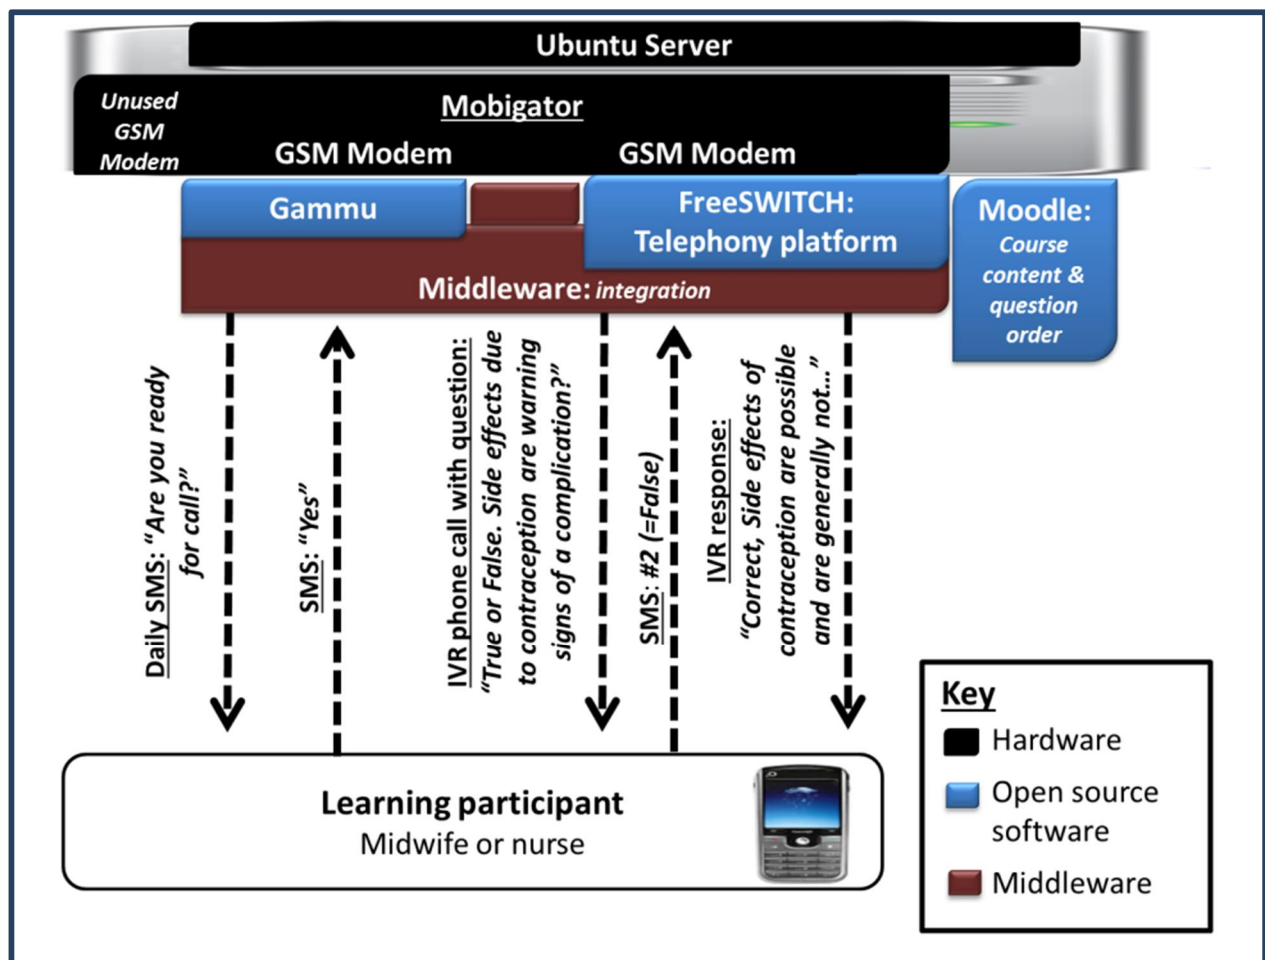 Ubuntu Server
Unused
GSM
Modem
Mobigator
GSM Modem
GSM Modem
Gammu
FreeSWITCH:
Telephony platform
Moodle:
Course
content &
question
order
Middleware: integration
Daily SMS: “Are you ready
for call?”
SMS: “Yes”
IVR phone call with question:
“True or False. Side effects due
to contraception are warning
signs of a complication?”
SMS: #2 (=False)
IVR response:
“Correct, Side effects of
contraception are possible
and are generally not...”
Learning participant
Midwife or nurse
Key
Hardware
Open source
software
Middleware